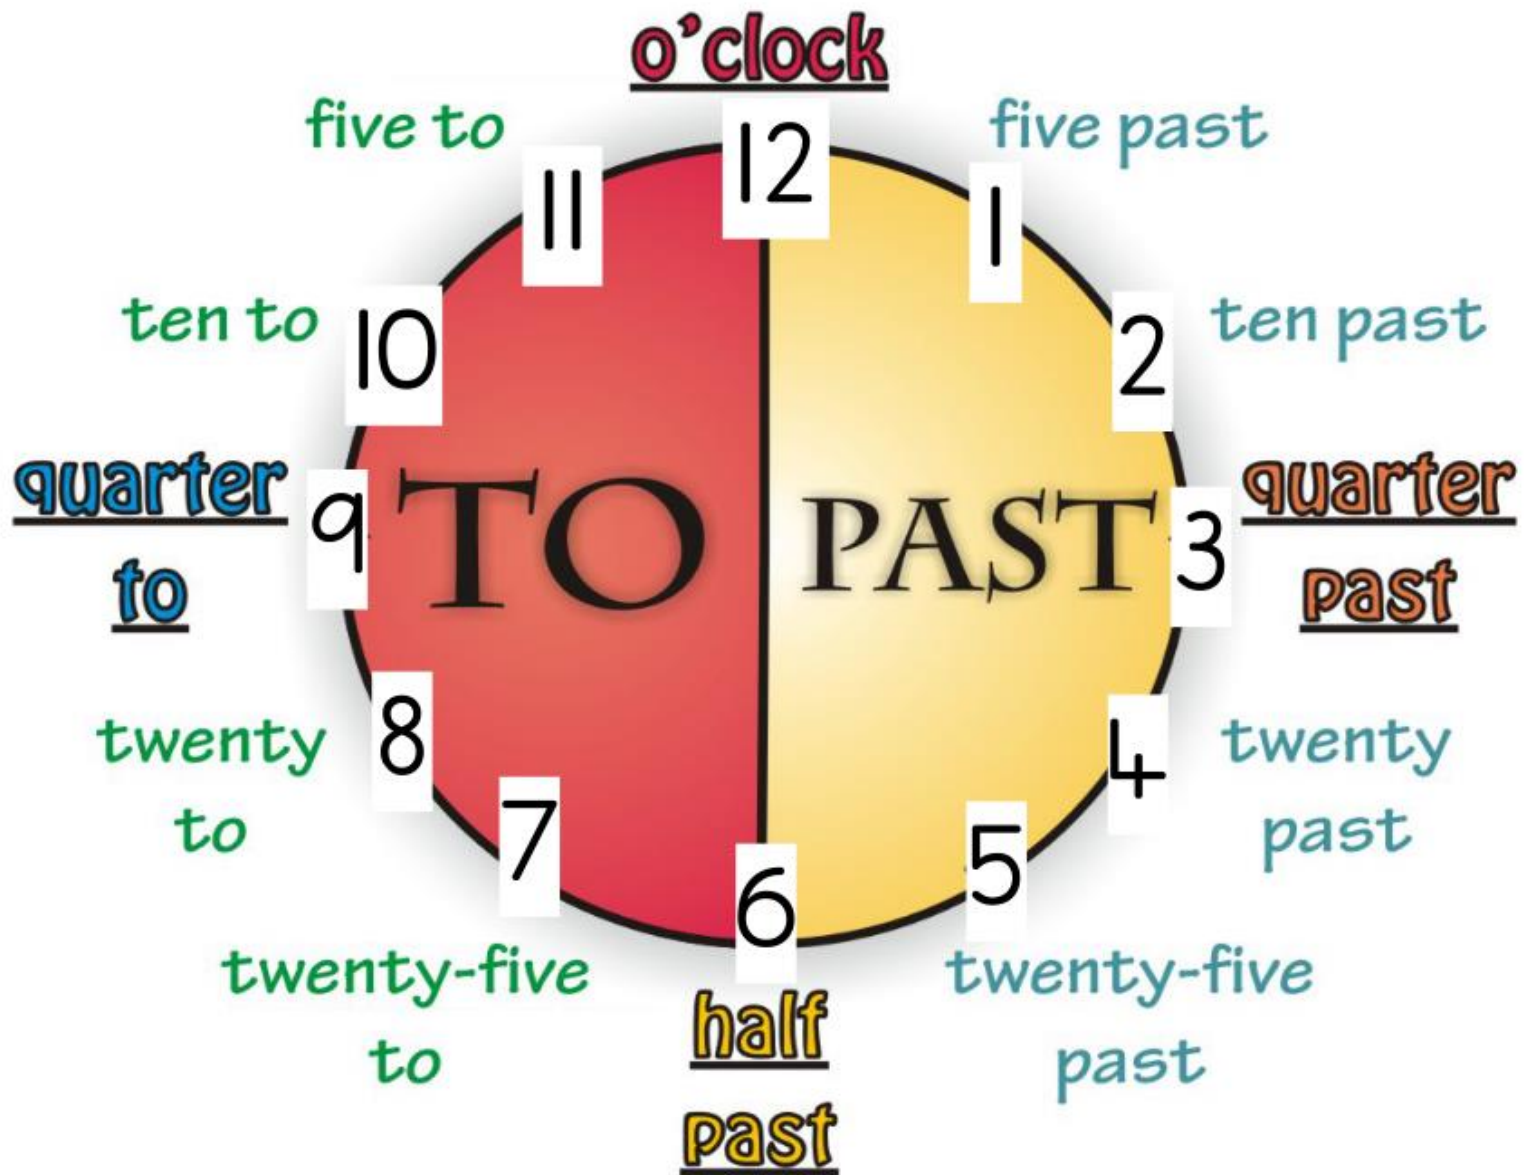 o'clock
five to
five past
12
11
1
ten to
10
2
ten past
quarter
to
9
TO
PAST
3
quarter
past
twenty
to
8
4
twenty
past
7
5
6
twenty-five
to
half
past
twenty-five
past